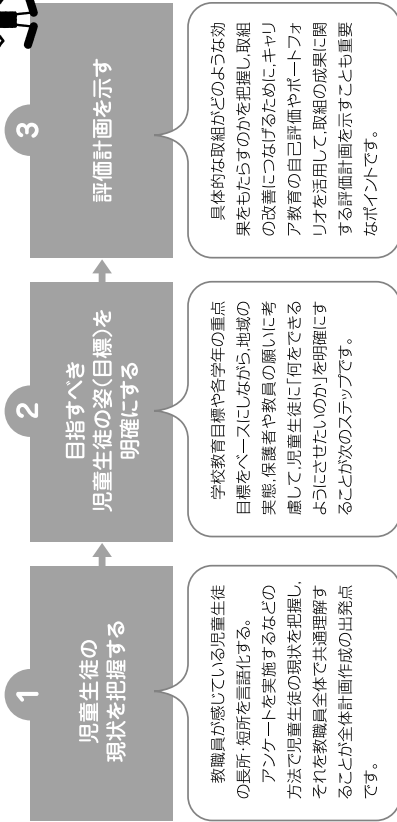 1
児童生徒の
現状を把握する
教職員が感じている児童生徒
の長所・短所を言語化する。
アンケートを実施するなどの
方法で児童生徒の現状を把握し、
それを教職員全体で共通理解す
ることが全体計画作成の出発点
です。
2
目指すべき
児童生徒の姿（目標）を
明確にする
学校教育目標や各学年の重点
目標をベースにしながら、地域の
実態、保護者や教員の願いに考
慮して、児童生徒に「何をできる
ようにさせたいのか」を明確にす
ることが次のステップです。
3
評価計画を示す
具体的な取組がどのような効
果をもたらすのかを把握し、取組
の改善につなげるために、キャリ
ア教育の自己評価やポートフォ
リオを活用して、取組の成果に関
する評価計画を示すことも重要
なポイントです。